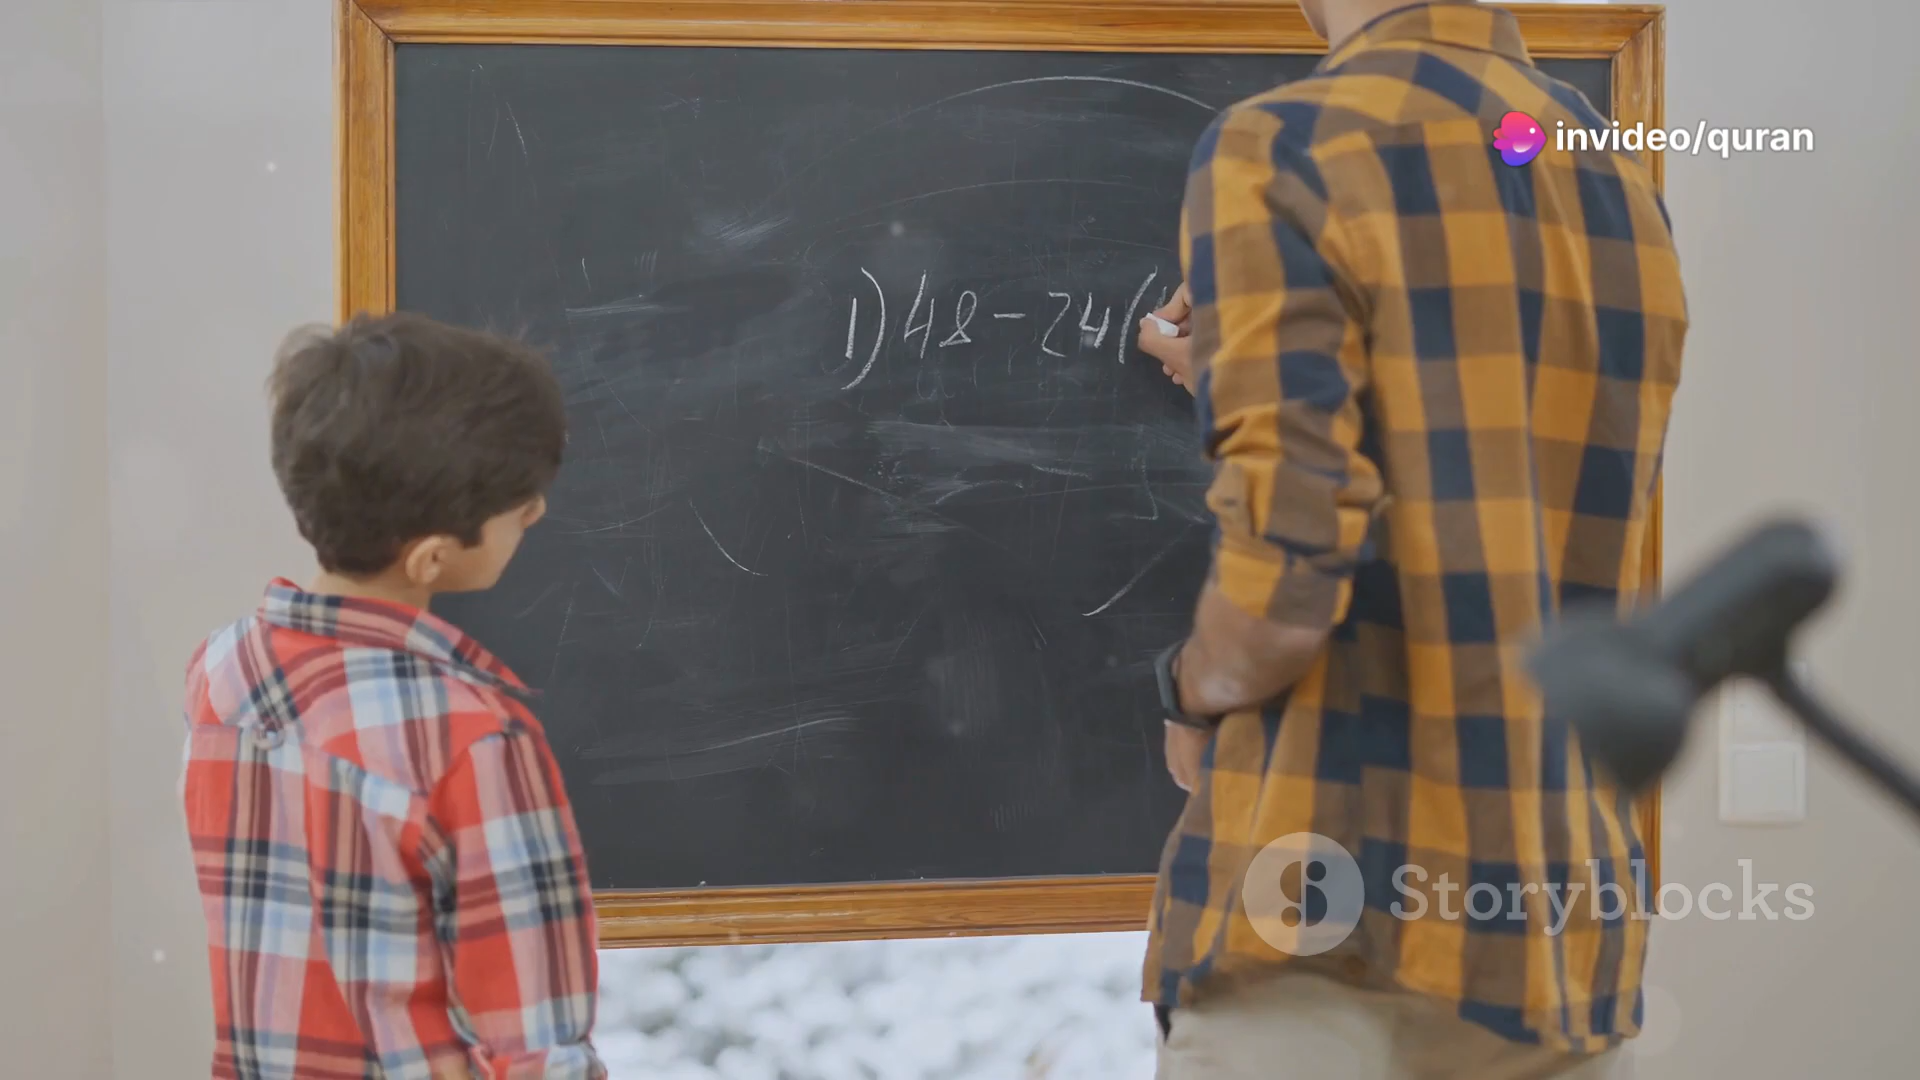 invideo/quran
1) 48 - 24(
Storyblocks